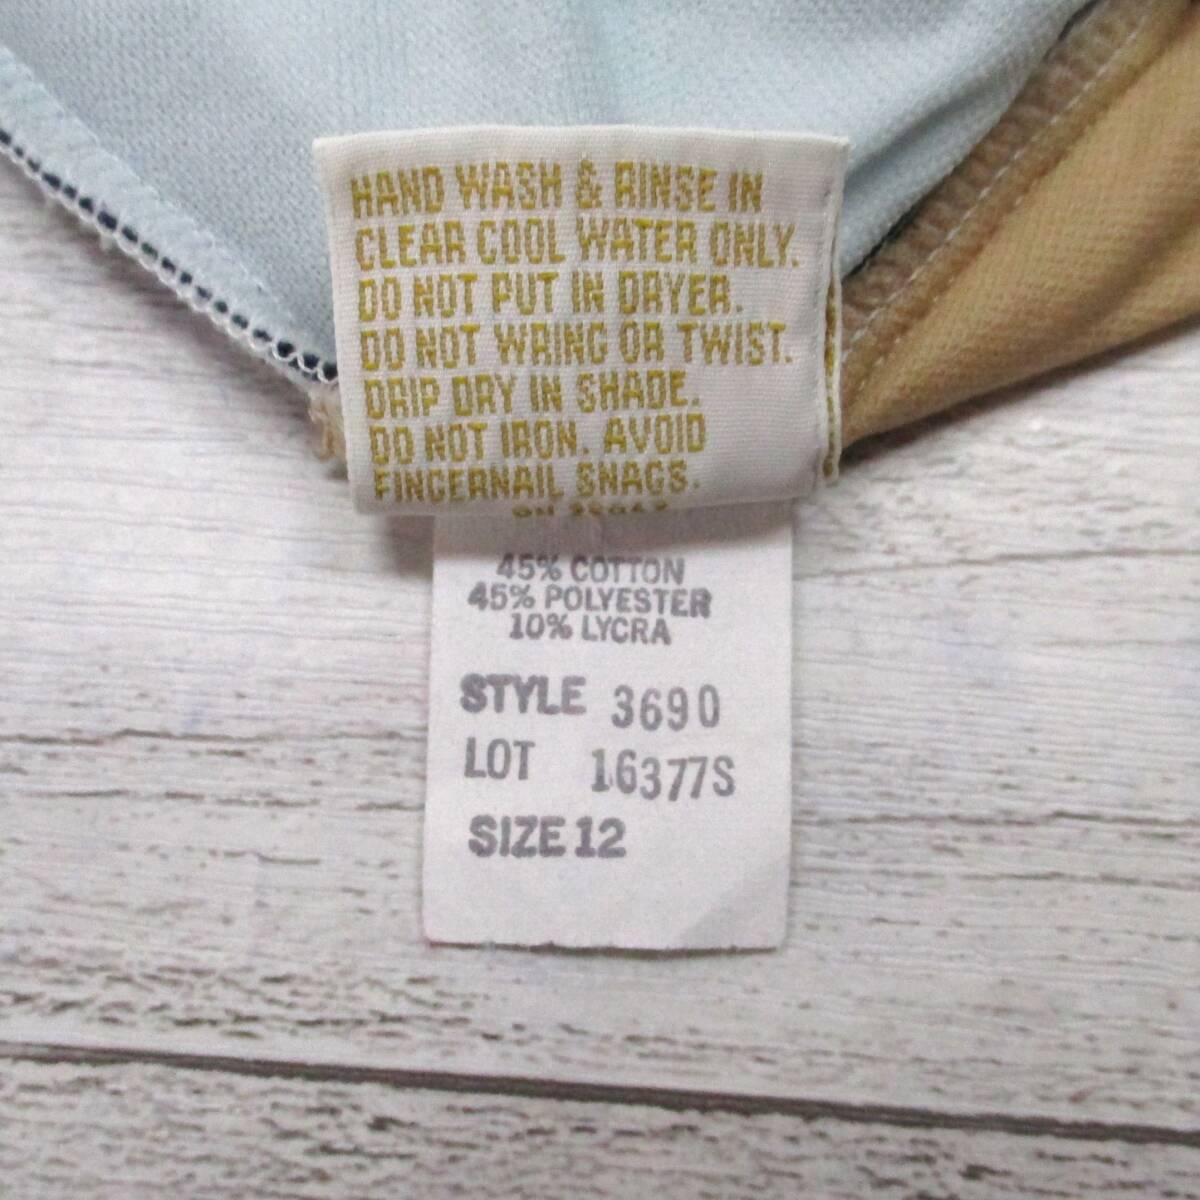 HAND WASH & RINSE IN
CLEAR COOL WATER ONLY.
DO NOT PUT IN DRYER.
DO NOT WRING OR TWIST.
DRIP DRY IN SHADE.
DO NOT IRON. AVOID
FINGERNAIL SNAGS.
45% COTTON
45% POLYESTER
10% LYCRA
STYLE 3690
LOT 16377S
SIZE 12